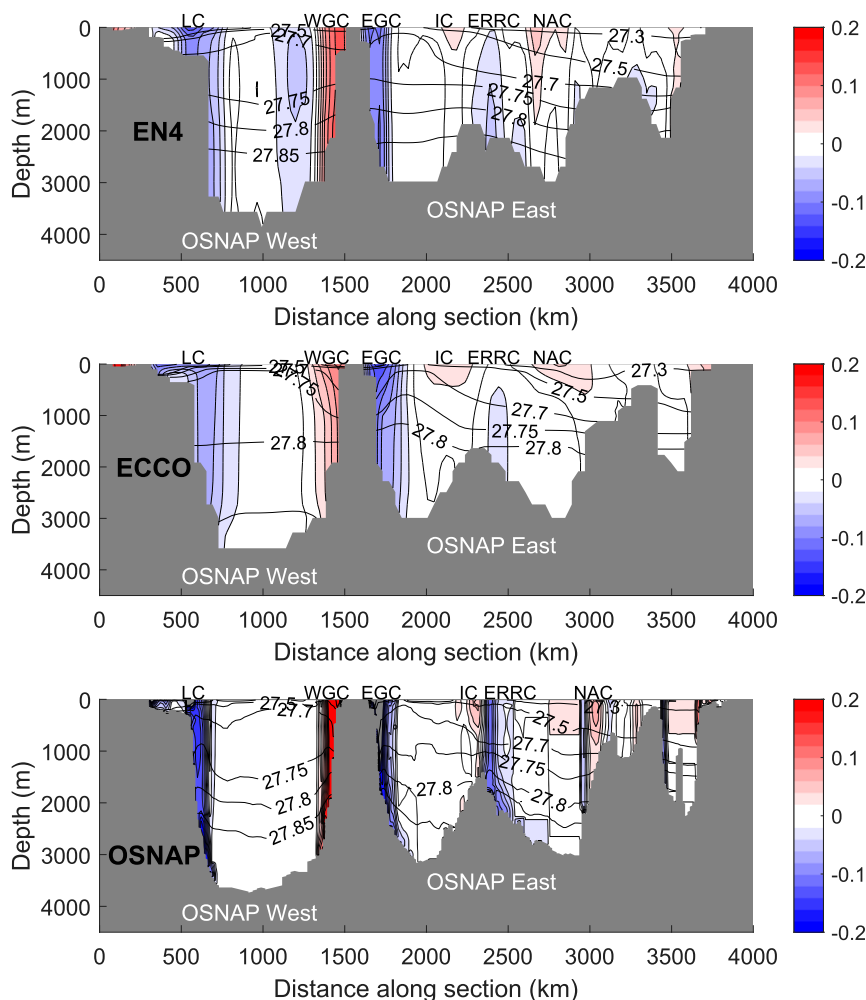 LC WGC EGC IC ERRC NAC
0 27.5 27.3 0.2
27.7 27.5
1000 27.7 0.1
27.75 27.75
2000 27.8 27.8 0
EN4
27.85
3000 -0.1
OSNAP East
4000 OSNAP West -0.2
Depth (m)
0 500 1000 1500 2000 2500 3000 3500 4000
Distance along section (km)
LC WGC EGC IC ERRC NAC
0 27.5 27.3 0.2
27.75 27.5
1000 27.7 0.1
27.8 27.8 27.75 27.8
2000 0
ECCO
3000 -0.1
OSNAP East
4000 OSNAP West -0.2
Depth (m)
0 500 1000 1500 2000 2500 3000 3500 4000
Distance along section (km)
LC WGC EGC IC ERRC NAC
0 27.5 27.3 0.2
27.7 27.5
1000 27.7 0.1
27.75 27.75
2000 27.8 27.8 27.8 0
27.85
3000 OSNAP -0.1
OSNAP East
4000 OSNAP West -0.2
Depth (m)
0 500 1000 1500 2000 2500 3000 3500 4000
Distance along section (km)